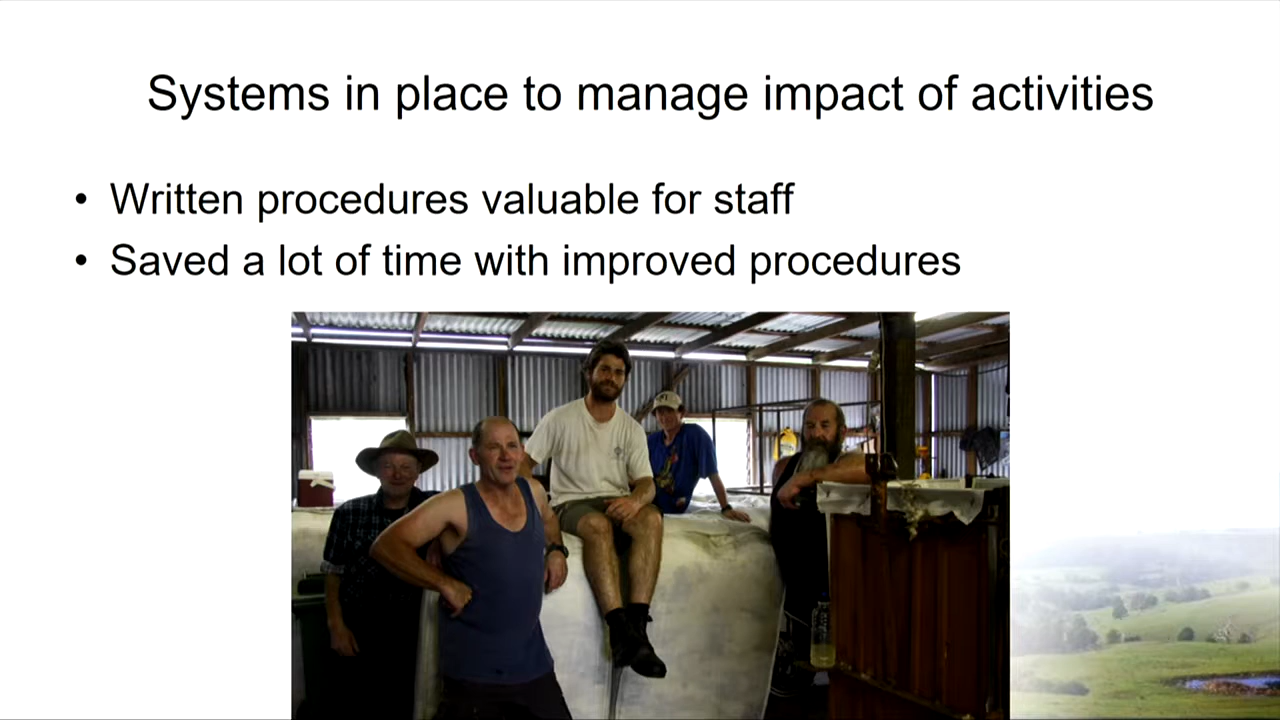 Systems in place to manage impact of activities
• Written procedures valuable for staff
• Saved a lot of time with improved procedures